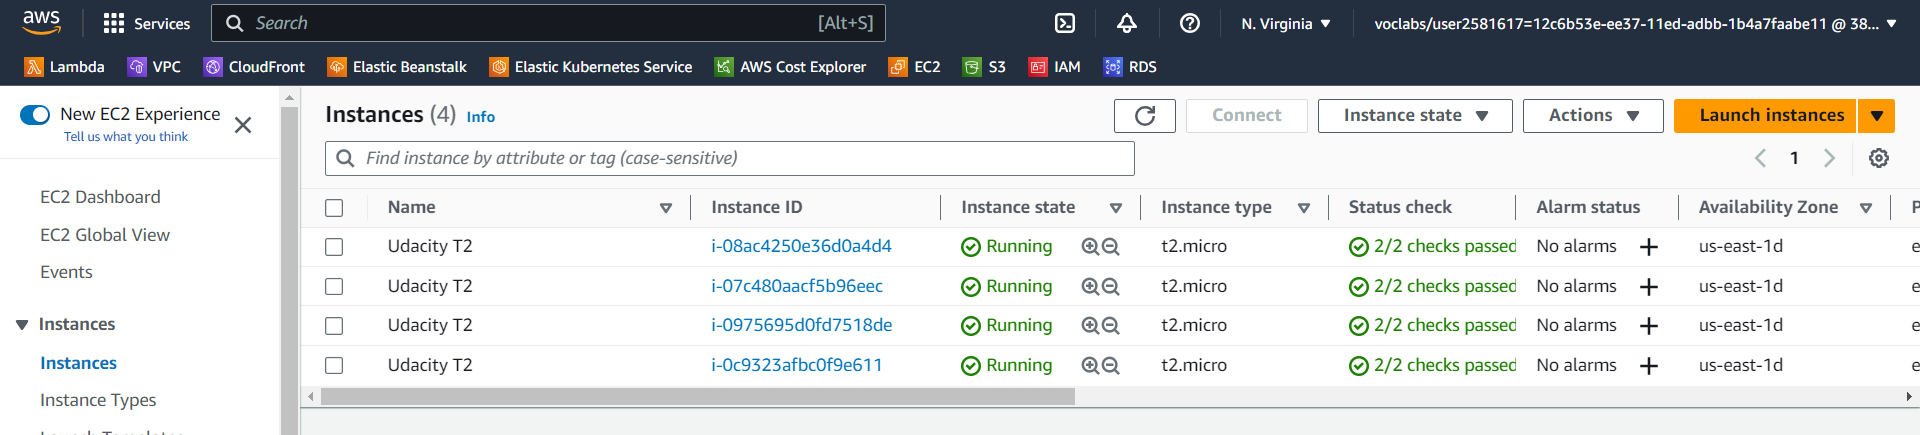 aws Services Search [Alt+S] N. Virginia voclabs/user2581617=12c6b53e-ee37-11ed-adbb-1b4a7faabe11 @ 38...
Lambda VPC CloudFront Elastic Beanstalk Elastic Kubernetes Service AWS Cost Explorer EC2 S3 IAM RDS
New EC2 Experience
Tell us what you think
EC2 Dashboard
EC2 Global View
Events
Instances
Instances
Instance Types
Instances (4) Info Connect Instance state Actions Launch instances
Find instance by attribute or tag (case-sensitive) 1
Name Instance ID Instance state Instance type Status check Alarm status Availability Zone P
Udacity T2 i-08ac4250e36d0a4d4 Running t2.micro 2/2 checks passed No alarms us-east-1d e
Udacity T2 i-07c480aacf5b96eec Running t2.micro 2/2 checks passed No alarms us-east-1d e
Udacity T2 i-0975695d0fd7518de Running t2.micro 2/2 checks passed No alarms us-east-1d e
Udacity T2 i-0c9323afbc0f9e611 Running t2.micro 2/2 checks passed No alarms us-east-1d e